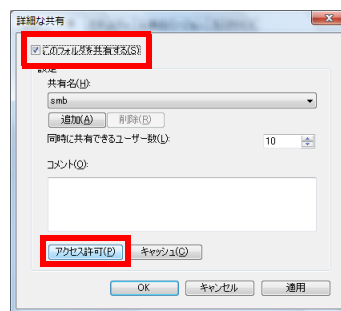 詳細な共有
このフォルダを共有する(S)
設定
共有名(H):
smb
追加(A) 削除(R)
同時に共有できるユーザー数(L): 10
コメント(O):
アクセス許可(P) キャッシュ(C)
OK キャンセル 適用